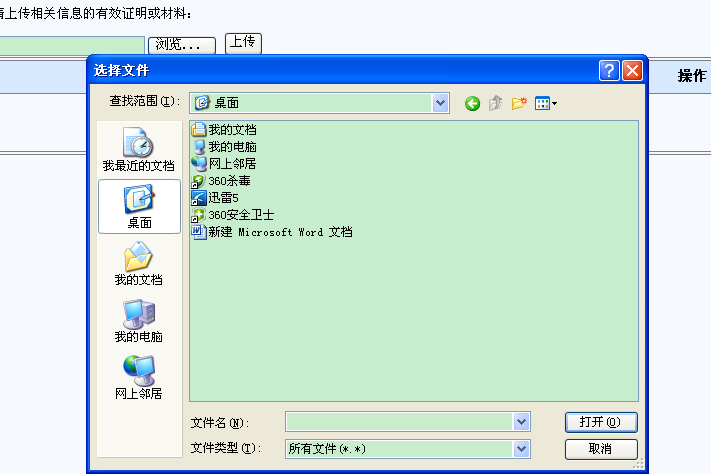 请上传相关信息的有效证明或材料：
浏览... 上传
选择文件
操作
查找范围(I): 桌面
我最近的文档
桌面
我的文档
我的电脑
网上邻居
我的文档
我的电脑
网上邻居
360杀毒
迅雷5
360安全卫士
新建 Microsoft Word 文档
文件名(N): 打开(O)
文件类型(T): 所有文件(*.*) 取消